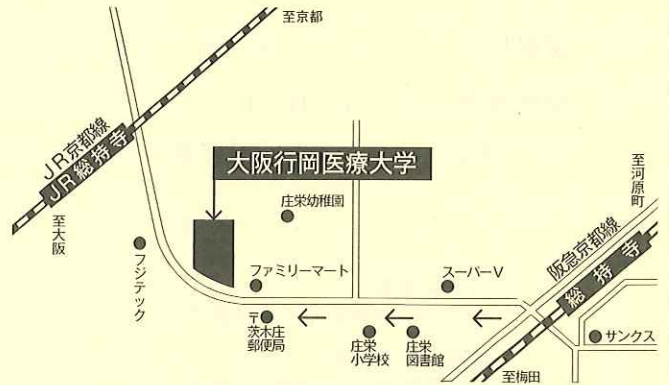 至京都
JR京都線
JR総持寺
至大阪
大阪行岡医療大学
庄栄幼稚園
至河原町
阪急京都線
総持寺
フジテック
ファミリーマート
スーパーV
〒
茨木庄
郵便局
庄栄
小学校
庄栄
図書館
サンクス
至梅田